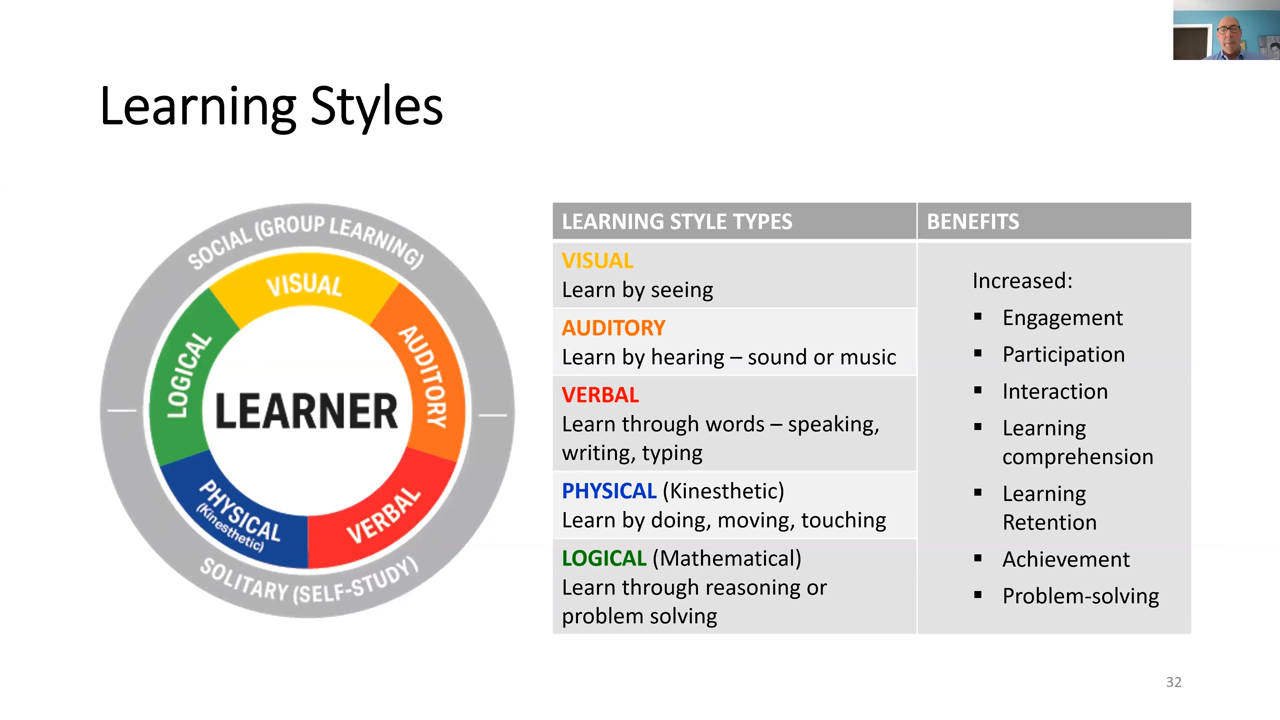 Learning Styles
SOCIAL (GROUP LEARNING)
VISUAL
AUDITORY
LOGICAL
LEARNER
PHYSICAL
(Kinesthetic)
VERBAL
SOLITARY (SELF-STUDY)
LEARNING STYLE TYPES
VISUAL
Learn by seeing
AUDITORY
Learn by hearing – sound or music
VERBAL
Learn through words – speaking,
writing, typing
PHYSICAL (Kinesthetic)
Learn by doing, moving, touching
LOGICAL (Mathematical)
Learn through reasoning or
problem solving
BENEFITS
Increased:
▪ Engagement
▪ Participation
▪ Interaction
▪ Learning
comprehension
▪ Learning
Retention
▪ Achievement
▪ Problem-solving
32